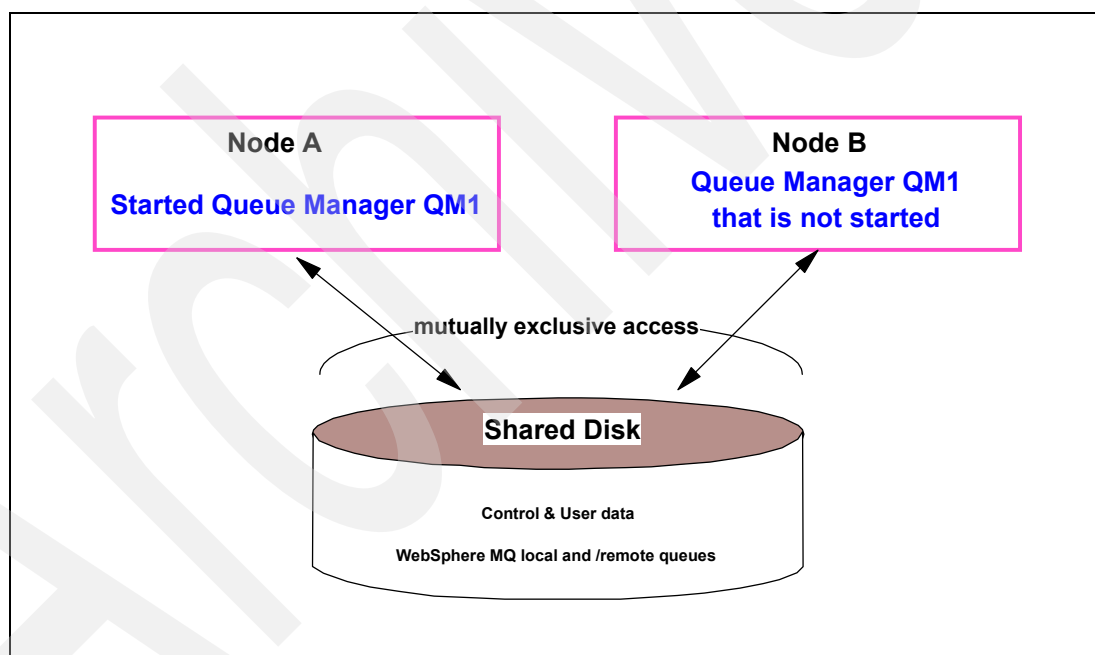 Node A
Started Queue Manager QM1
Node B
Queue Manager QM1
that is not started
mutually exclusive access
Shared Disk
Control & User data
WebSphere MQ local and /remote queues
Archive